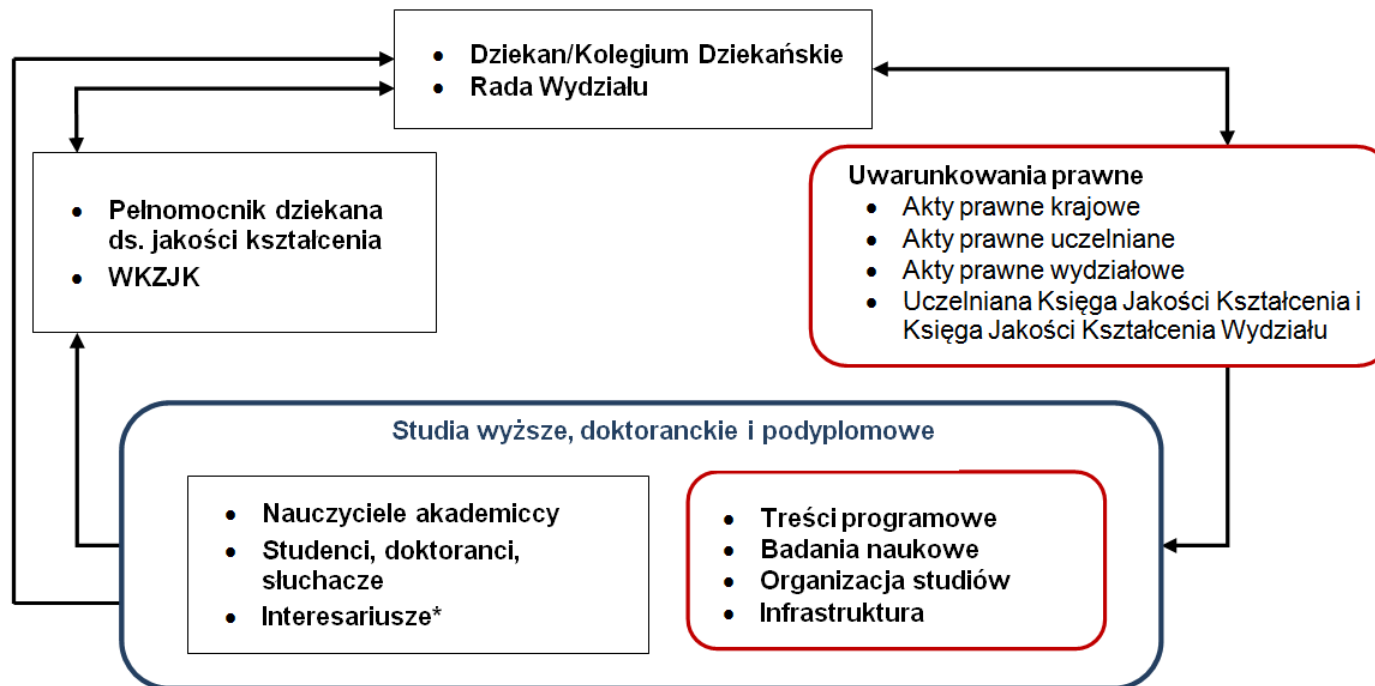 • Dziekan/Kolegium Dziekańskie
• Rada Wydziału
• Pełnomocnik dziekana
ds. jakości kształcenia
• WKZJK
Uwarunkowania prawne
• Akty prawne krajowe
• Akty prawne uczelniane
• Akty prawne wydziałowe
• Uczelniana Księga Jakości Kształcenia i
Księga Jakości Kształcenia Wydziału
Studia wyższe, doktoranckie i podyplomowe
• Nauczyciele akademiccy
• Studenci, doktoranci,
słuchacze
• Interesariusze*
• Treści programowe
• Badania naukowe
• Organizacja studiów
• Infrastruktura